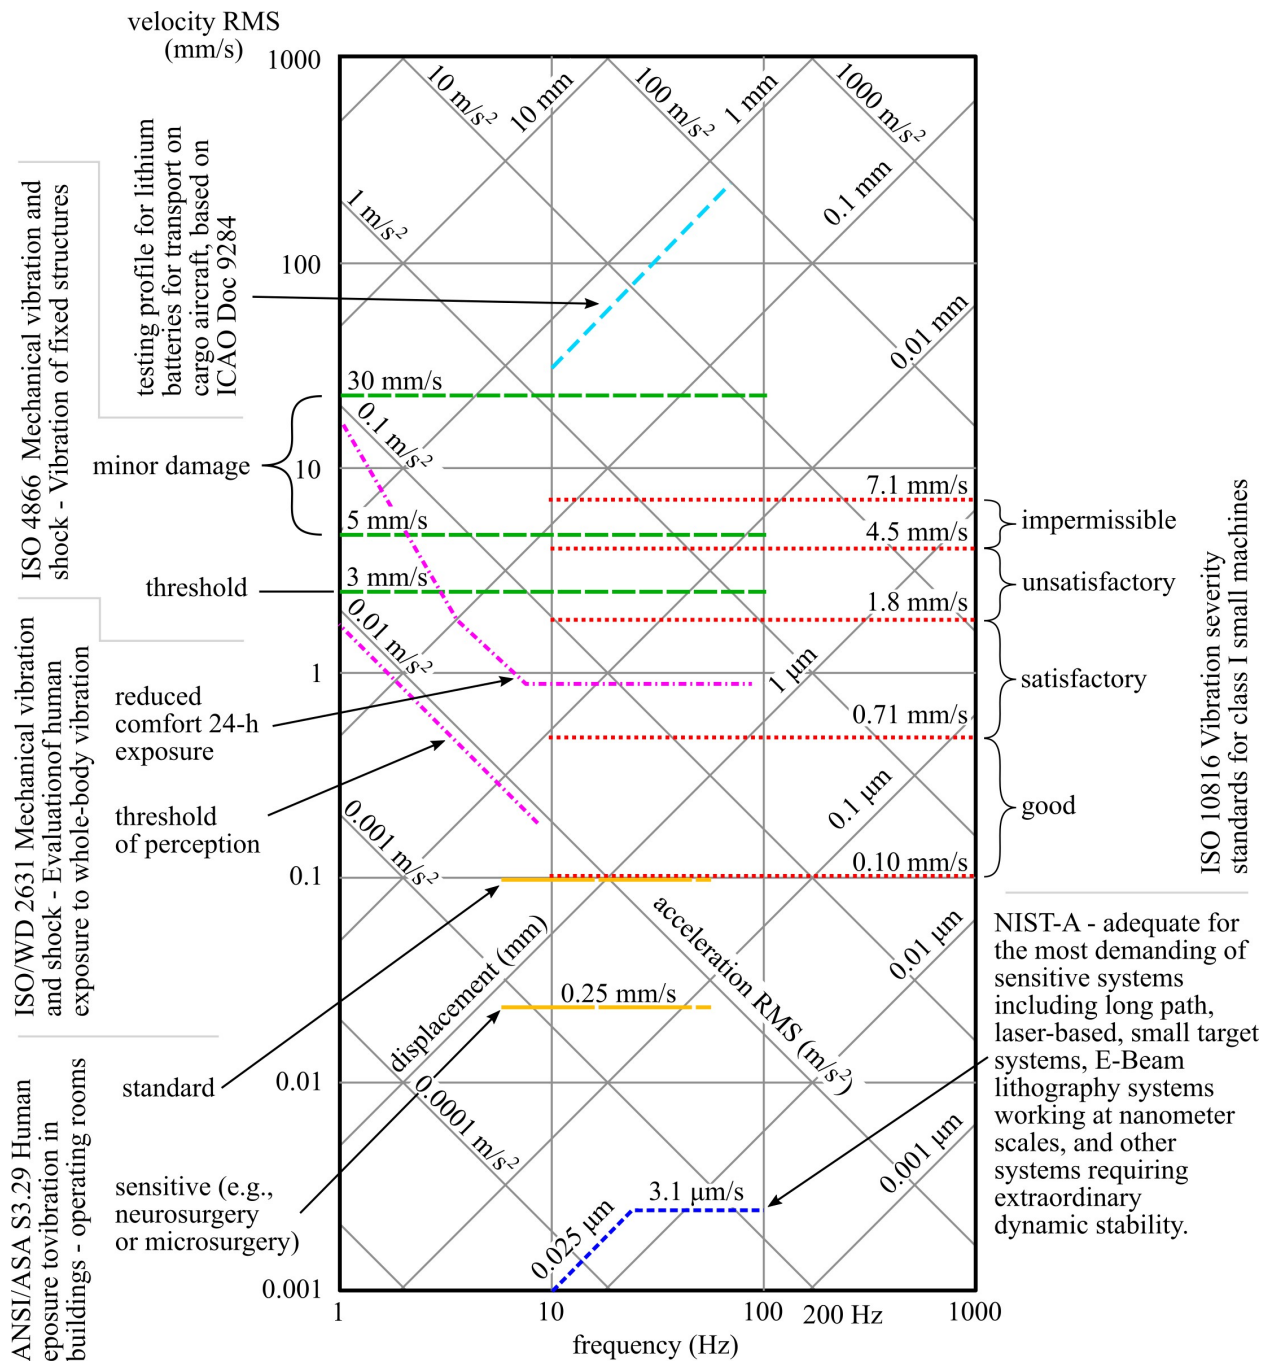 velocity RMS
(mm/s)
1000
100
10
1
0.1
0.01
0.001
1
10
100
200 Hz
1000
frequency (Hz)
10 m/s²
10 mm
100 m/s²
1 mm
1000 m/s²
0.1 mm
1 m/s²
0.01 mm
30 mm/s
0.1 m/s²
7.1 mm/s
5 mm/s
4.5 mm/s
3 mm/s
1.8 mm/s
0.01 m/s²
1 µm
0.71 mm/s
0.1 µm
0.001 m/s²
0.10 mm/s
displacement (mm)
acceleration RMS (m/s²)
0.01 µm
0.25 mm/s
0.0001 m/s²
0.001 µm
3.1 µm/s
0.025 µm
testing profile for lithium
batteries for transport on
cargo aircraft, based on
ICAO Doc 9284
ISO 4866 Mechanical vibration and
shock - Vibration of fixed structures
minor damage
threshold
ISO/WD 2631 Mechanical vibration
and shock - Evaluationof human
exposure to whole-body vibration
reduced
comfort 24-h
exposure
threshold
of perception
ANSI/ASA S3.29 Human
eposure tovibration in
buildings - operating rooms
standard
sensitive (e.g.,
neurosurgery
or microsurgery)
impermissible
unsatisfactory
satisfactory
good
ISO 10816 Vibration severity
standards for class I small machines
NIST-A - adequate for
the most demanding of
sensitive systems
including long path,
laser-based, small target
systems, E-Beam
lithography systems
working at nanometer
scales, and other
systems requiring
extraordinary
dynamic stability.